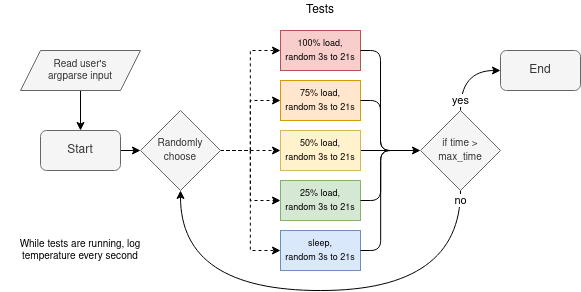 Tests
Read user's
argparse input
Start
Randomly
choose
100% load,
random 3s to 21s
75% load,
random 3s to 21s
50% load,
random 3s to 21s
25% load,
random 3s to 21s
sleep,
random 3s to 21s
if time >
max_time
yes
End
no
While tests are running, log
temperature every second